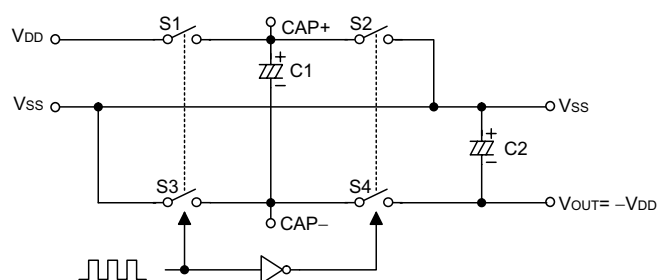 S1 CAP+ S2
VDD
+
C1
−
VSS VSS
+
C2
−
S3 S4
VOUT= −VDD
CAP−